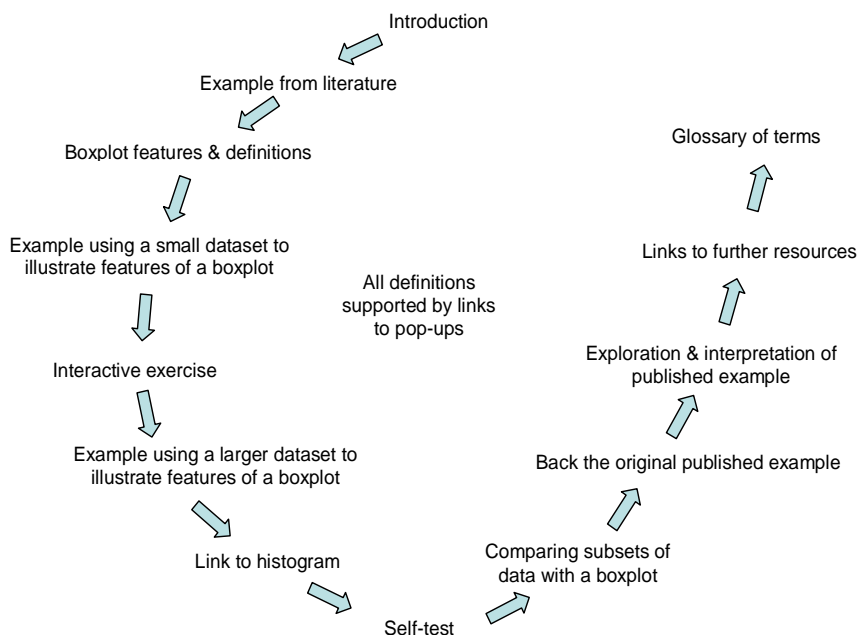 Introduction
Example from literature
Boxplot features & definitions
Example using a small dataset to
illustrate features of a boxplot
Interactive exercise
Example using a larger dataset to
illustrate features of a boxplot
Link to histogram
Self-test
Comparing subsets of
data with a boxplot
Back the original published example
Exploration & interpretation of
published example
Links to further resources
Glossary of terms
All definitions
supported by links
to pop-ups